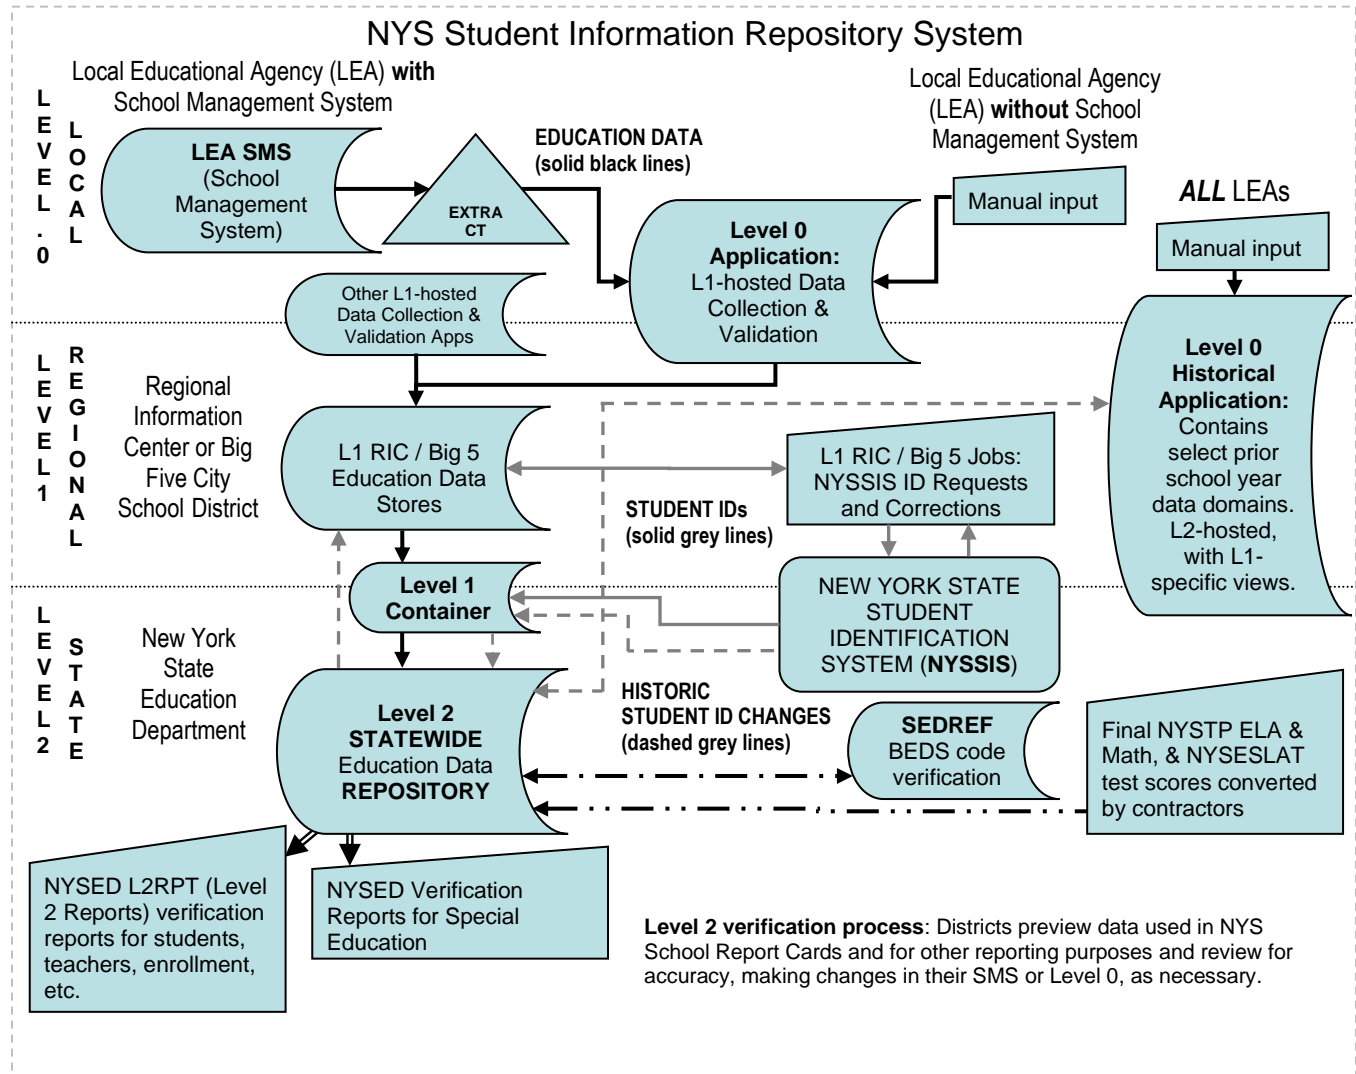 NYS Student Information Repository System
Local Educational Agency (LEA) with
School Management System
Local Educational Agency
(LEA) without School
Management System
LEVEL.0
LOCAL
LEA SMS
(School
Management
System)
EXTRA
CT
EDUCATION DATA
(solid black lines)
Manual input
ALL LEAs
Manual input
Level 0
Application:
L1-hosted Data
Collection &
Validation
Other L1-hosted
Data Collection &
Validation Apps
LEVEL1
REGIONAL
Regional
Information
Center or Big
Five City
School District
L1 RIC / Big 5
Education Data
Stores
L1 RIC / Big 5 Jobs:
NYSSIS ID Requests
and Corrections
STUDENT IDs
(solid grey lines)
Level 0
Historical
Application:
Contains
select prior
school year
data domains.
L2-hosted,
with L1-
specific views.
Level 1
Container
NEW YORK STATE
STUDENT
IDENTIFICATION
SYSTEM (NYSSIS)
LEVEL2
STATE
New York
State
Education
Department
Level 2
STATEWIDE
Education Data
REPOSITORY
HISTORIC
STUDENT ID CHANGES
(dashed grey lines)
SEDREF
BEDS code
verification
Final NYSTP ELA &
Math, & NYSESLAT
test scores converted
by contractors
NYSED L2RPT (Level
2 Reports) verification
reports for students,
teachers, enrollment,
etc.
NYSED Verification
Reports for Special
Education
Level 2 verification process: Districts preview data used in NYS
School Report Cards and for other reporting purposes and review for
accuracy, making changes in their SMS or Level 0, as necessary.